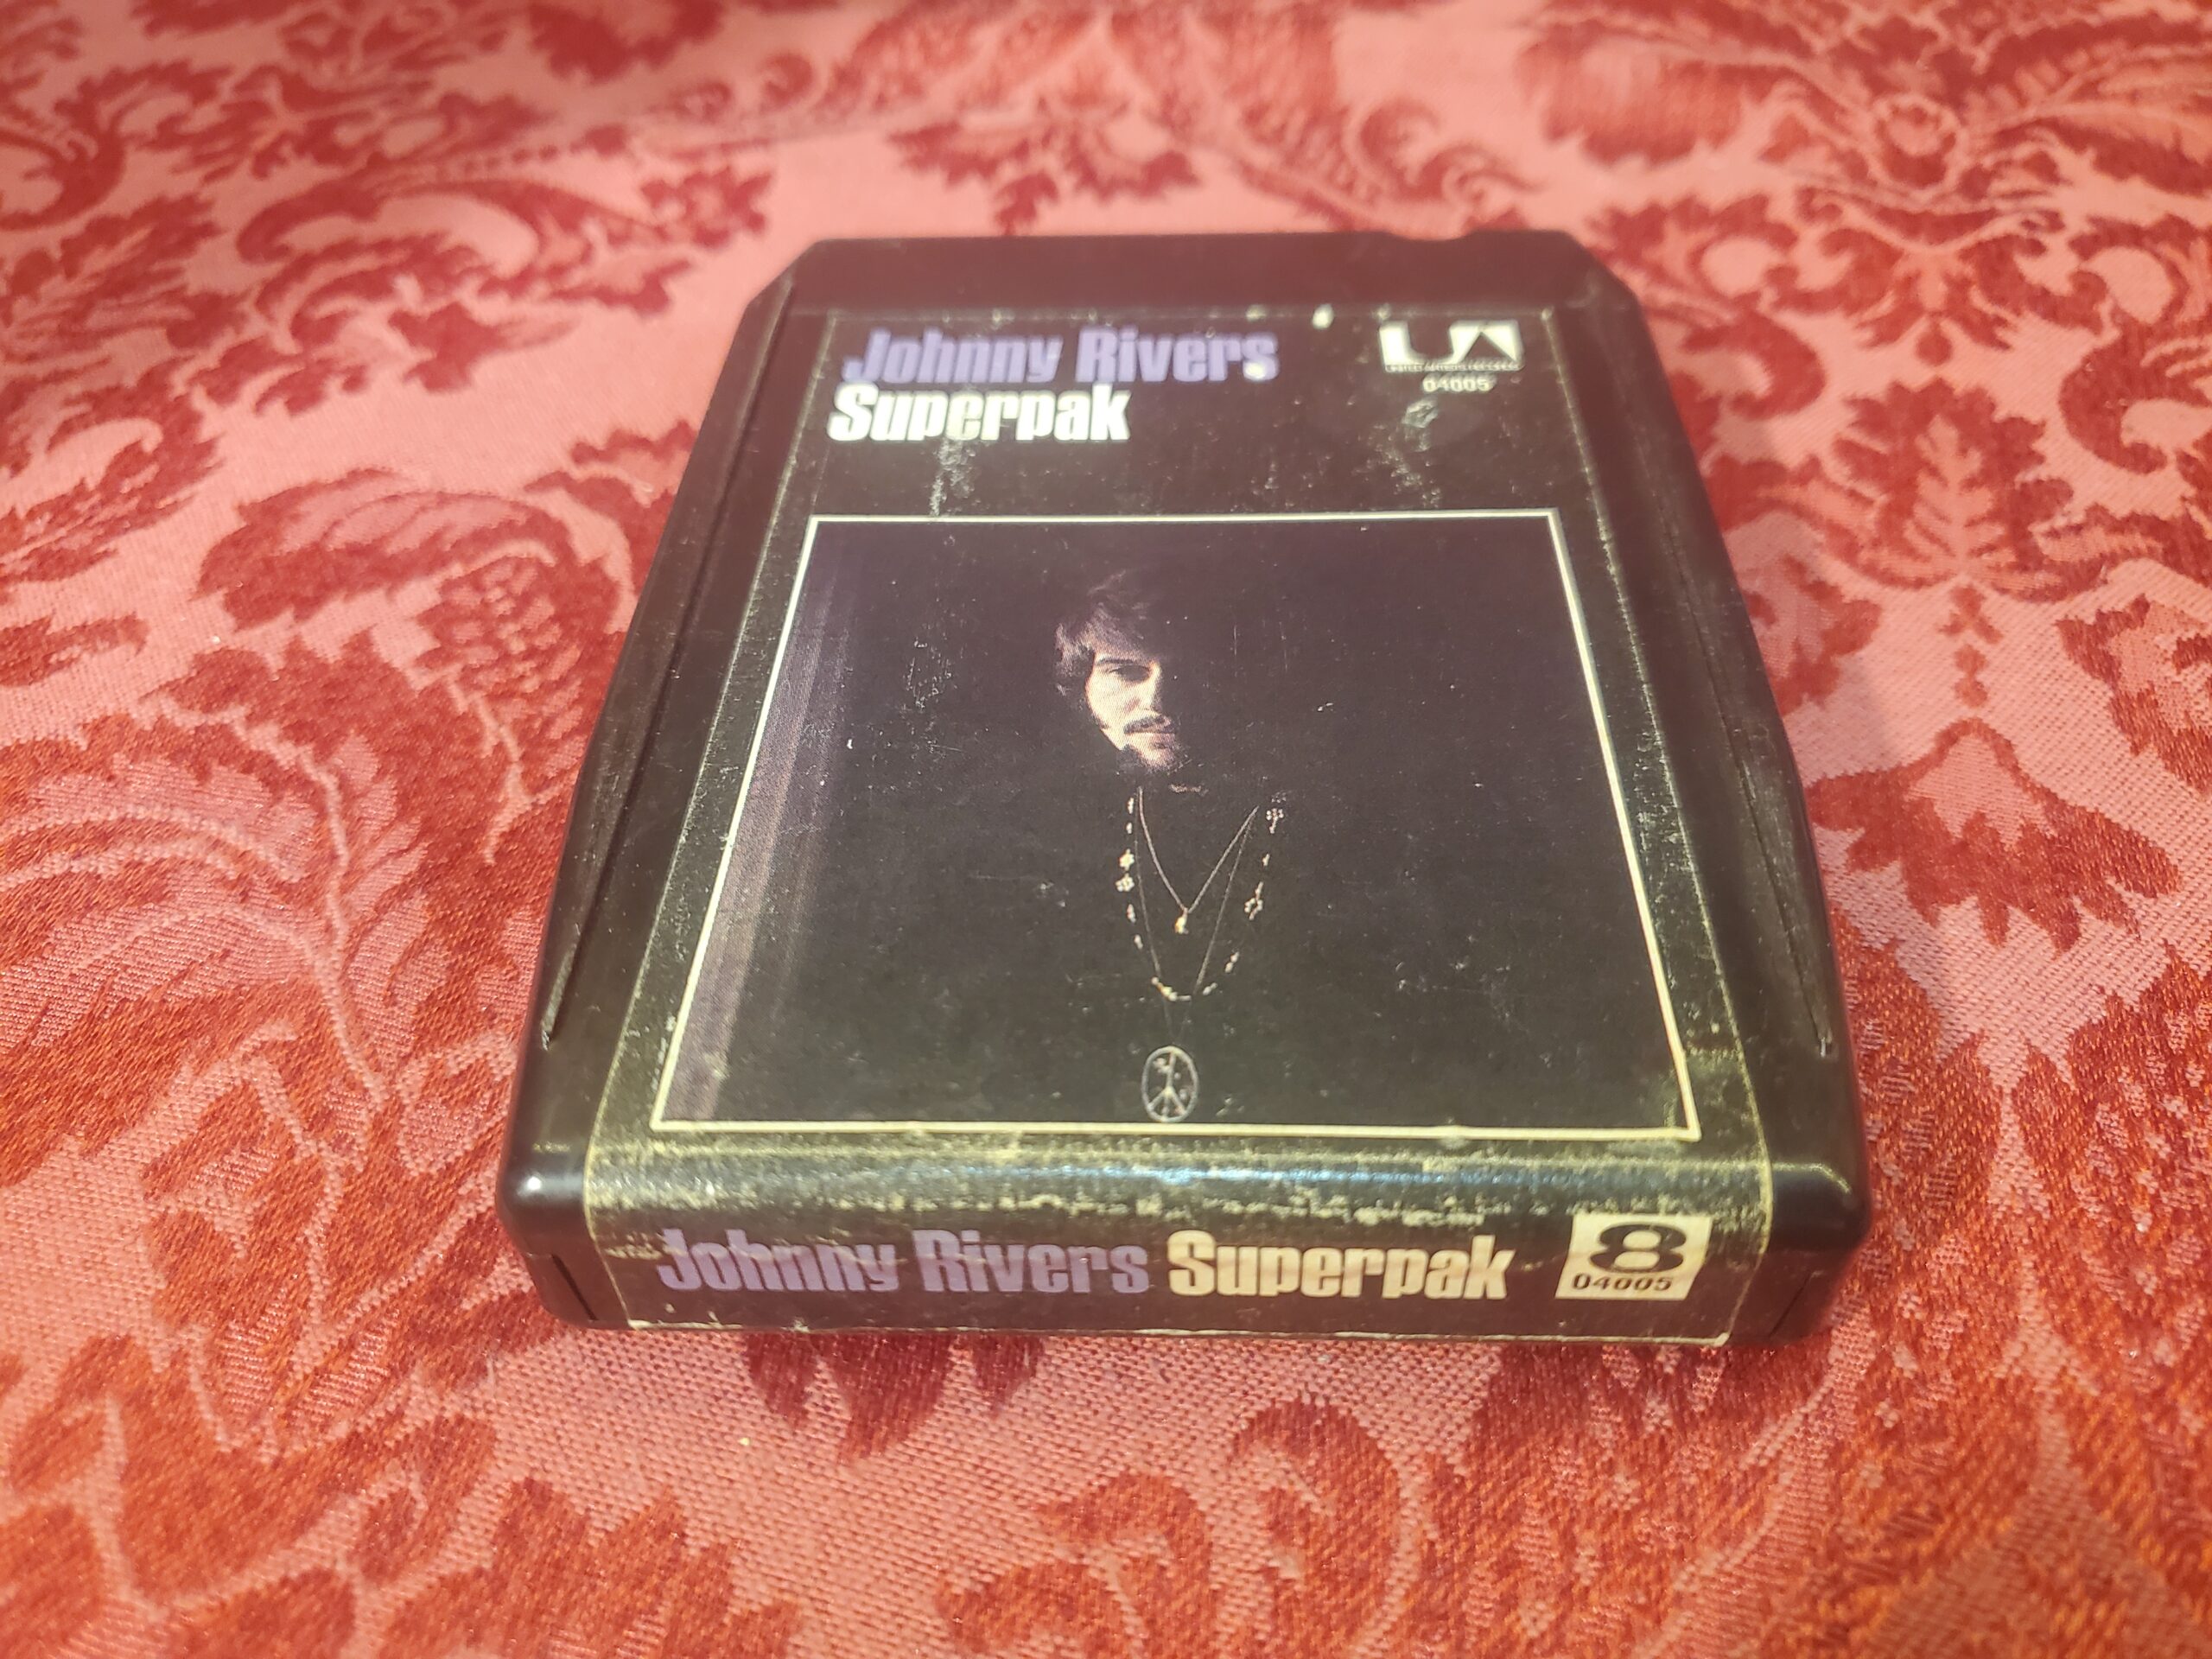 Johnny Rivers
Superpak
UA
04005
Johnny Rivers Superpak
8
04005